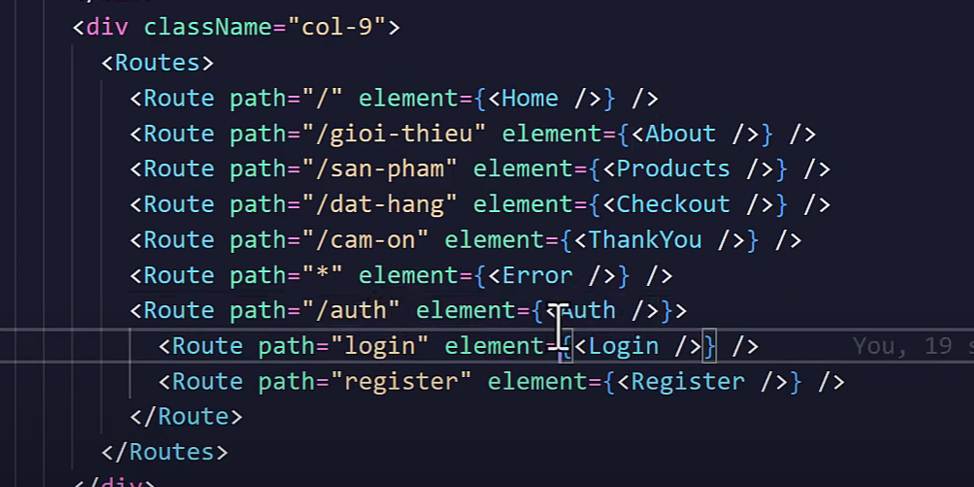 <div className="col-9">
<Routes>
<Route path="/" element={<Home />} />
<Route path="/gioi-thieu" element={<About />} />
<Route path="/san-pham" element={<Products />} />
<Route path="/dat-hang" element={<Checkout />} />
<Route path="/cam-on" element={<ThankYou />} />
<Route path="*" element={<Error />} />
<Route path="/auth" element={<Auth />}>
<Route path="login" element={<Login />} /> You, 19 s
<Route path="register" element={<Register />} />
</Route>
</Routes>
</div>